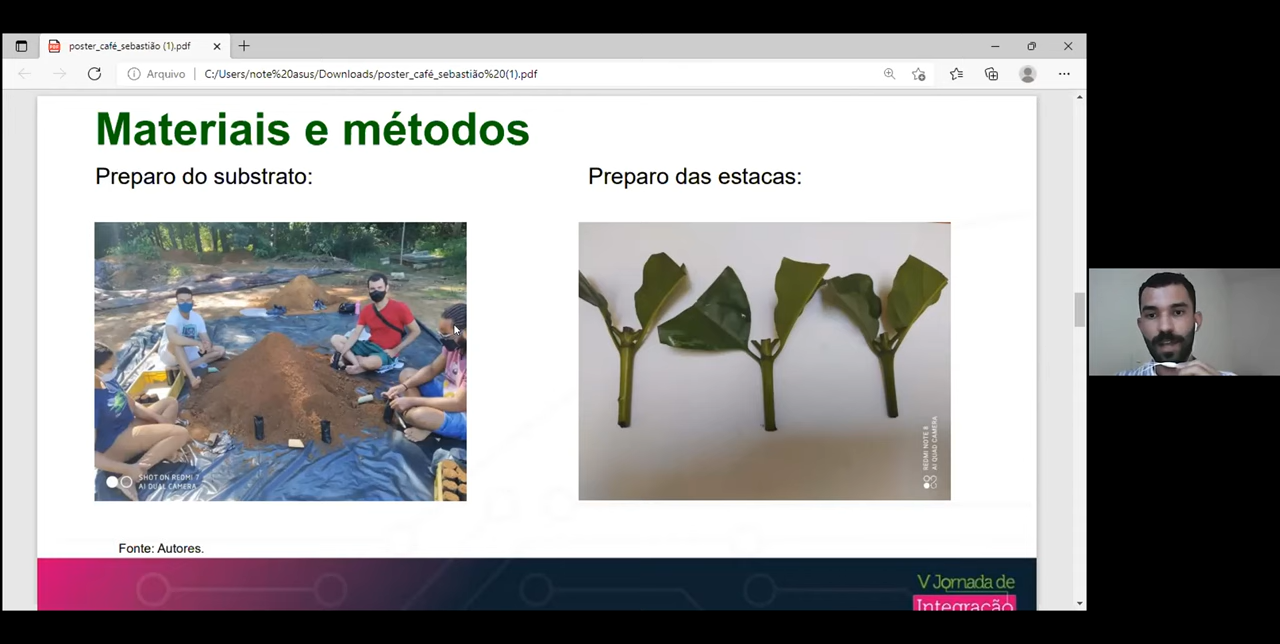 poster_café_sebastião (1).pdf
Arquivo
C:/Users/note%20asus/Downloads/poster_café_sebastião%20(1).pdf
Materiais e métodos
Preparo do substrato:
Preparo das estacas:
SHOT ON REDMI 7
AI DUAL CAMERA
REDMI NOTE 8
AI QUAD CAMERA
Fonte: Autores.
V Jornada de
Integração